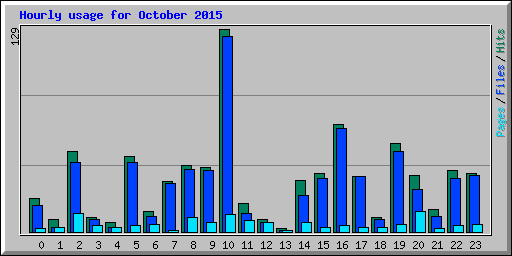 Hourly usage for October 2015
129
Pages/Files/Hits
0 1 2 3 4 5 6 7 8 9 10 11 12 13 14 15 16 17 18 19 20 21 22 23